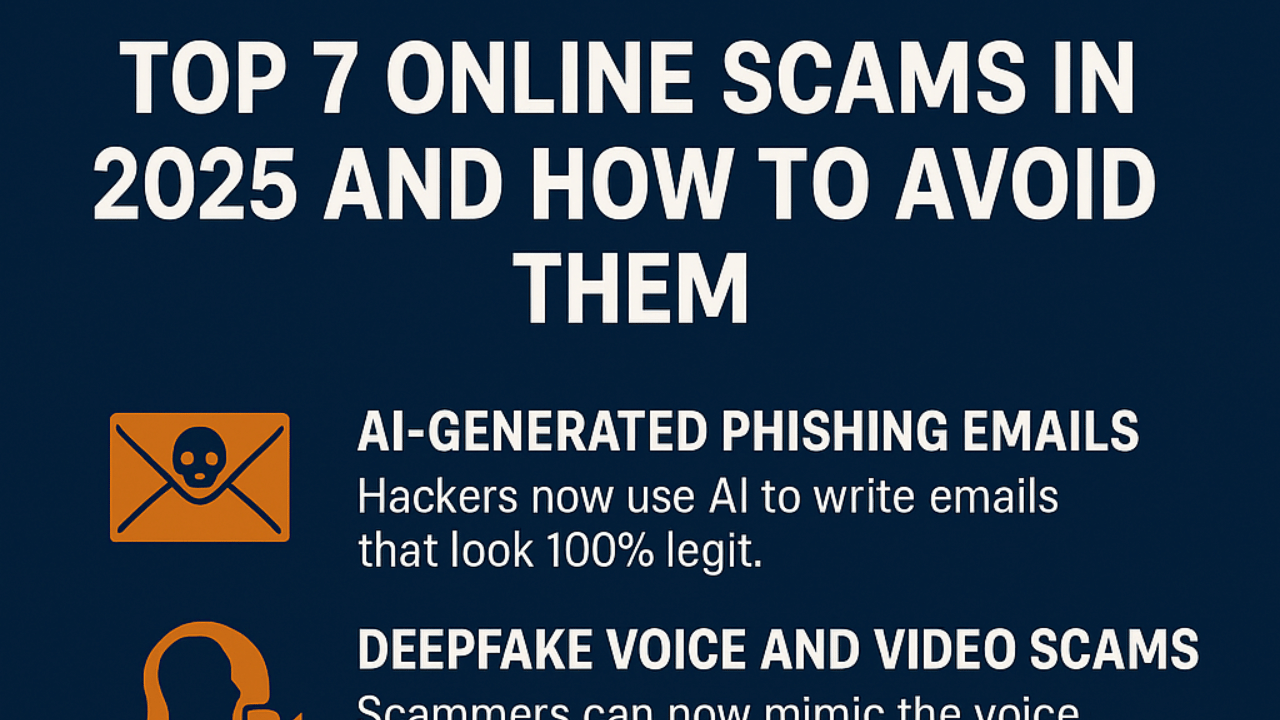 TOP 7 ONLINE SCAMS IN
2025 AND HOW TO AVOID
THEM
AI-GENERATED PHISHING EMAILS
Hackers now use AI to write emails
that look 100% legit.
DEEPFAKE VOICE AND VIDEO SCAMS
Scammers can now mimic the voice